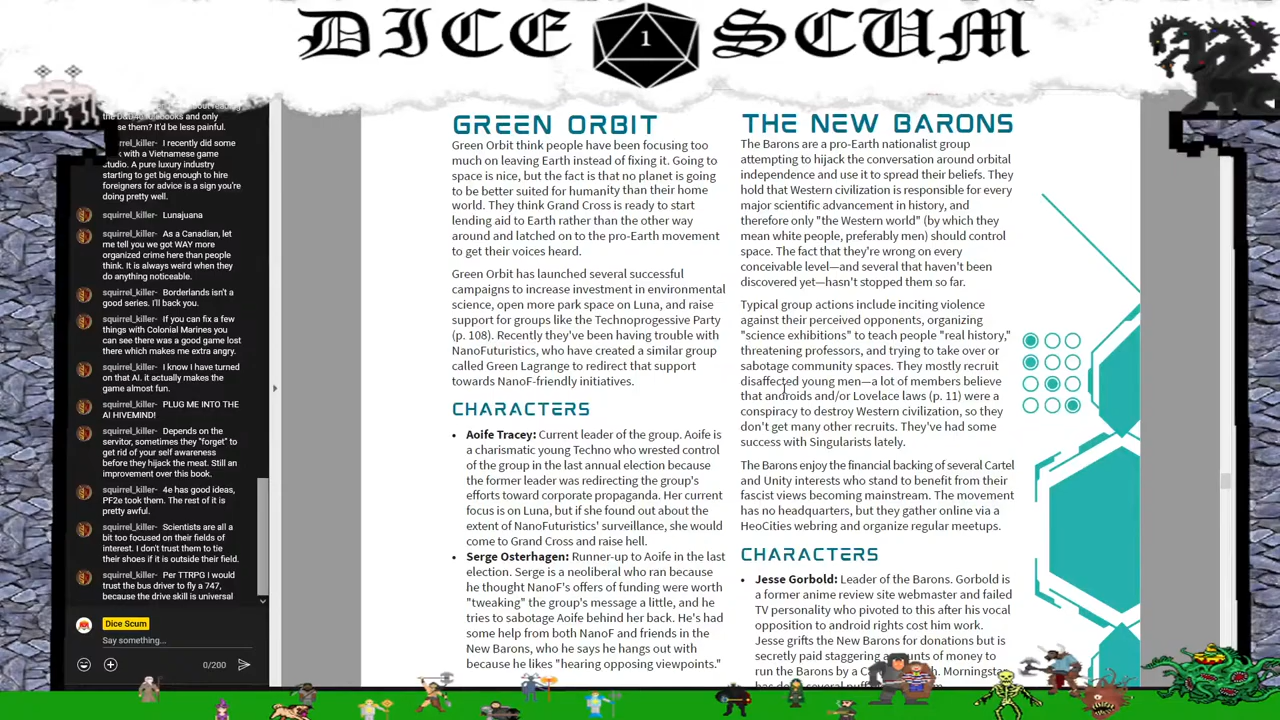 DICE 1 SCUM
the D&D 4e rulebooks and only
se them? It'd be less painful.
squirrel_killer- I recently did some
k with a Vietnamese game
studio. A pure luxury industry
starting to get big enough to hire
foreigners for advice is a sign you're
doing pretty well.
squirrel_killer- Lunajuana
squirrel_killer- As a Canadian, let
me tell you we got WAY more
organized crime here than people
think. It is always weird when they
do anything noticeable.
squirrel_killer- Borderlands isn't a
good series. I'll back you.
squirrel_killer- If you can fix a few
things with Colonial Marines you
can see there was a good game lost
there which makes me extra angry.
squirrel_killer- I know I have turned
on that AI. it actually makes the
game almost fun.
squirrel_killer- PLUG ME INTO THE
AI HIVEMIND!
squirrel_killer- Depends on the
servitor, sometimes they "forget" to
get rid of your self awareness
before they hijack the meat. Still an
improvement over this book.
squirrel_killer- 4e has good ideas,
PF2e took them. The rest of it is
pretty awful.
squirrel_killer- Scientists are all a
bit too focused on their fields of
interest. I don't trust them to tie
their shoes if it is outside their field.
squirrel_killer- Per TTRPG I would
trust the bus driver to fly a 747,
because the drive skill is universal
Dice Scum
Say something...
0/200
GREEN ORBIT
Green Orbit think people have been focusing too
much on leaving Earth instead of fixing it. Going to
space is nice, but the fact is that no planet is going
to be better suited for humanity than their home
world. They think Grand Cross is ready to start
lending aid to Earth rather than the other way
around and latched on to the pro-Earth movement
to get their voices heard.
Green Orbit has launched several successful
campaigns to increase investment in environmental
science, open more park space on Luna, and raise
support for groups like the Technoprogessive Party
(p. 108). Recently they've been having trouble with
NanoFuturistics, who have created a similar group
called Green Lagrange to redirect that support
towards NanoF-friendly initiatives.
CHARACTERS
• Aoife Tracey: Current leader of the group. Aoife is
a charismatic young Techno who wrested control
of the group in the last annual election because
the former leader was redirecting the group's
efforts toward corporate propaganda. Her current
focus is on Luna, but if she found out about the
extent of NanoFuturistics' surveillance, she would
come to Grand Cross and raise hell.
• Serge Osterhagen: Runner-up to Aoife in the last
election. Serge is a neoliberal who ran because
he thought NanoF's offers of funding were worth
"tweaking" the group's message a little, and he
tries to sabotage Aoife behind her back. He's had
some help from both NanoF and friends in the
New Barons, who he says he hangs out with
because he likes "hearing opposing viewpoints."
THE NEW BARONS
The Barons are a pro-Earth nationalist group
attempting to hijack the conversation around orbital
independence and use it to spread their beliefs. They
hold that Western civilization is responsible for every
major scientific advancement in history, and
therefore only "the Western world" (by which they
mean white people, preferably men) should control
space. The fact that they're wrong on every
conceivable level—and several that haven't been
discovered yet—hasn't stopped them so far.
Typical group actions include inciting violence
against their perceived opponents, organizing
"science exhibitions" to teach people "real history,"
threatening professors, and trying to take over or
sabotage community spaces. They mostly recruit
disaffected young men—a lot of members believe
that androids and/or Lovelace laws (p. 11) were a
conspiracy to destroy Western civilization, so they
don't get many other recruits. They've had some
success with Singularists lately.
The Barons enjoy the financial backing of several Cartel
and Unity interests who stand to benefit from their
fascist views becoming mainstream. The movement
has no headquarters, but they gather online via a
HeoCities webring and organize regular meetups.
CHARACTERS
• Jesse Gorbold: Leader of the Barons. Gorbold is
a former anime review site webmaster and failed
TV personality who pivoted to this after his vocal
opposition to android rights cost him work.
Jesse grifts the New Barons for donations but is
secretly paid staggering amounts of money to
run the Barons by a